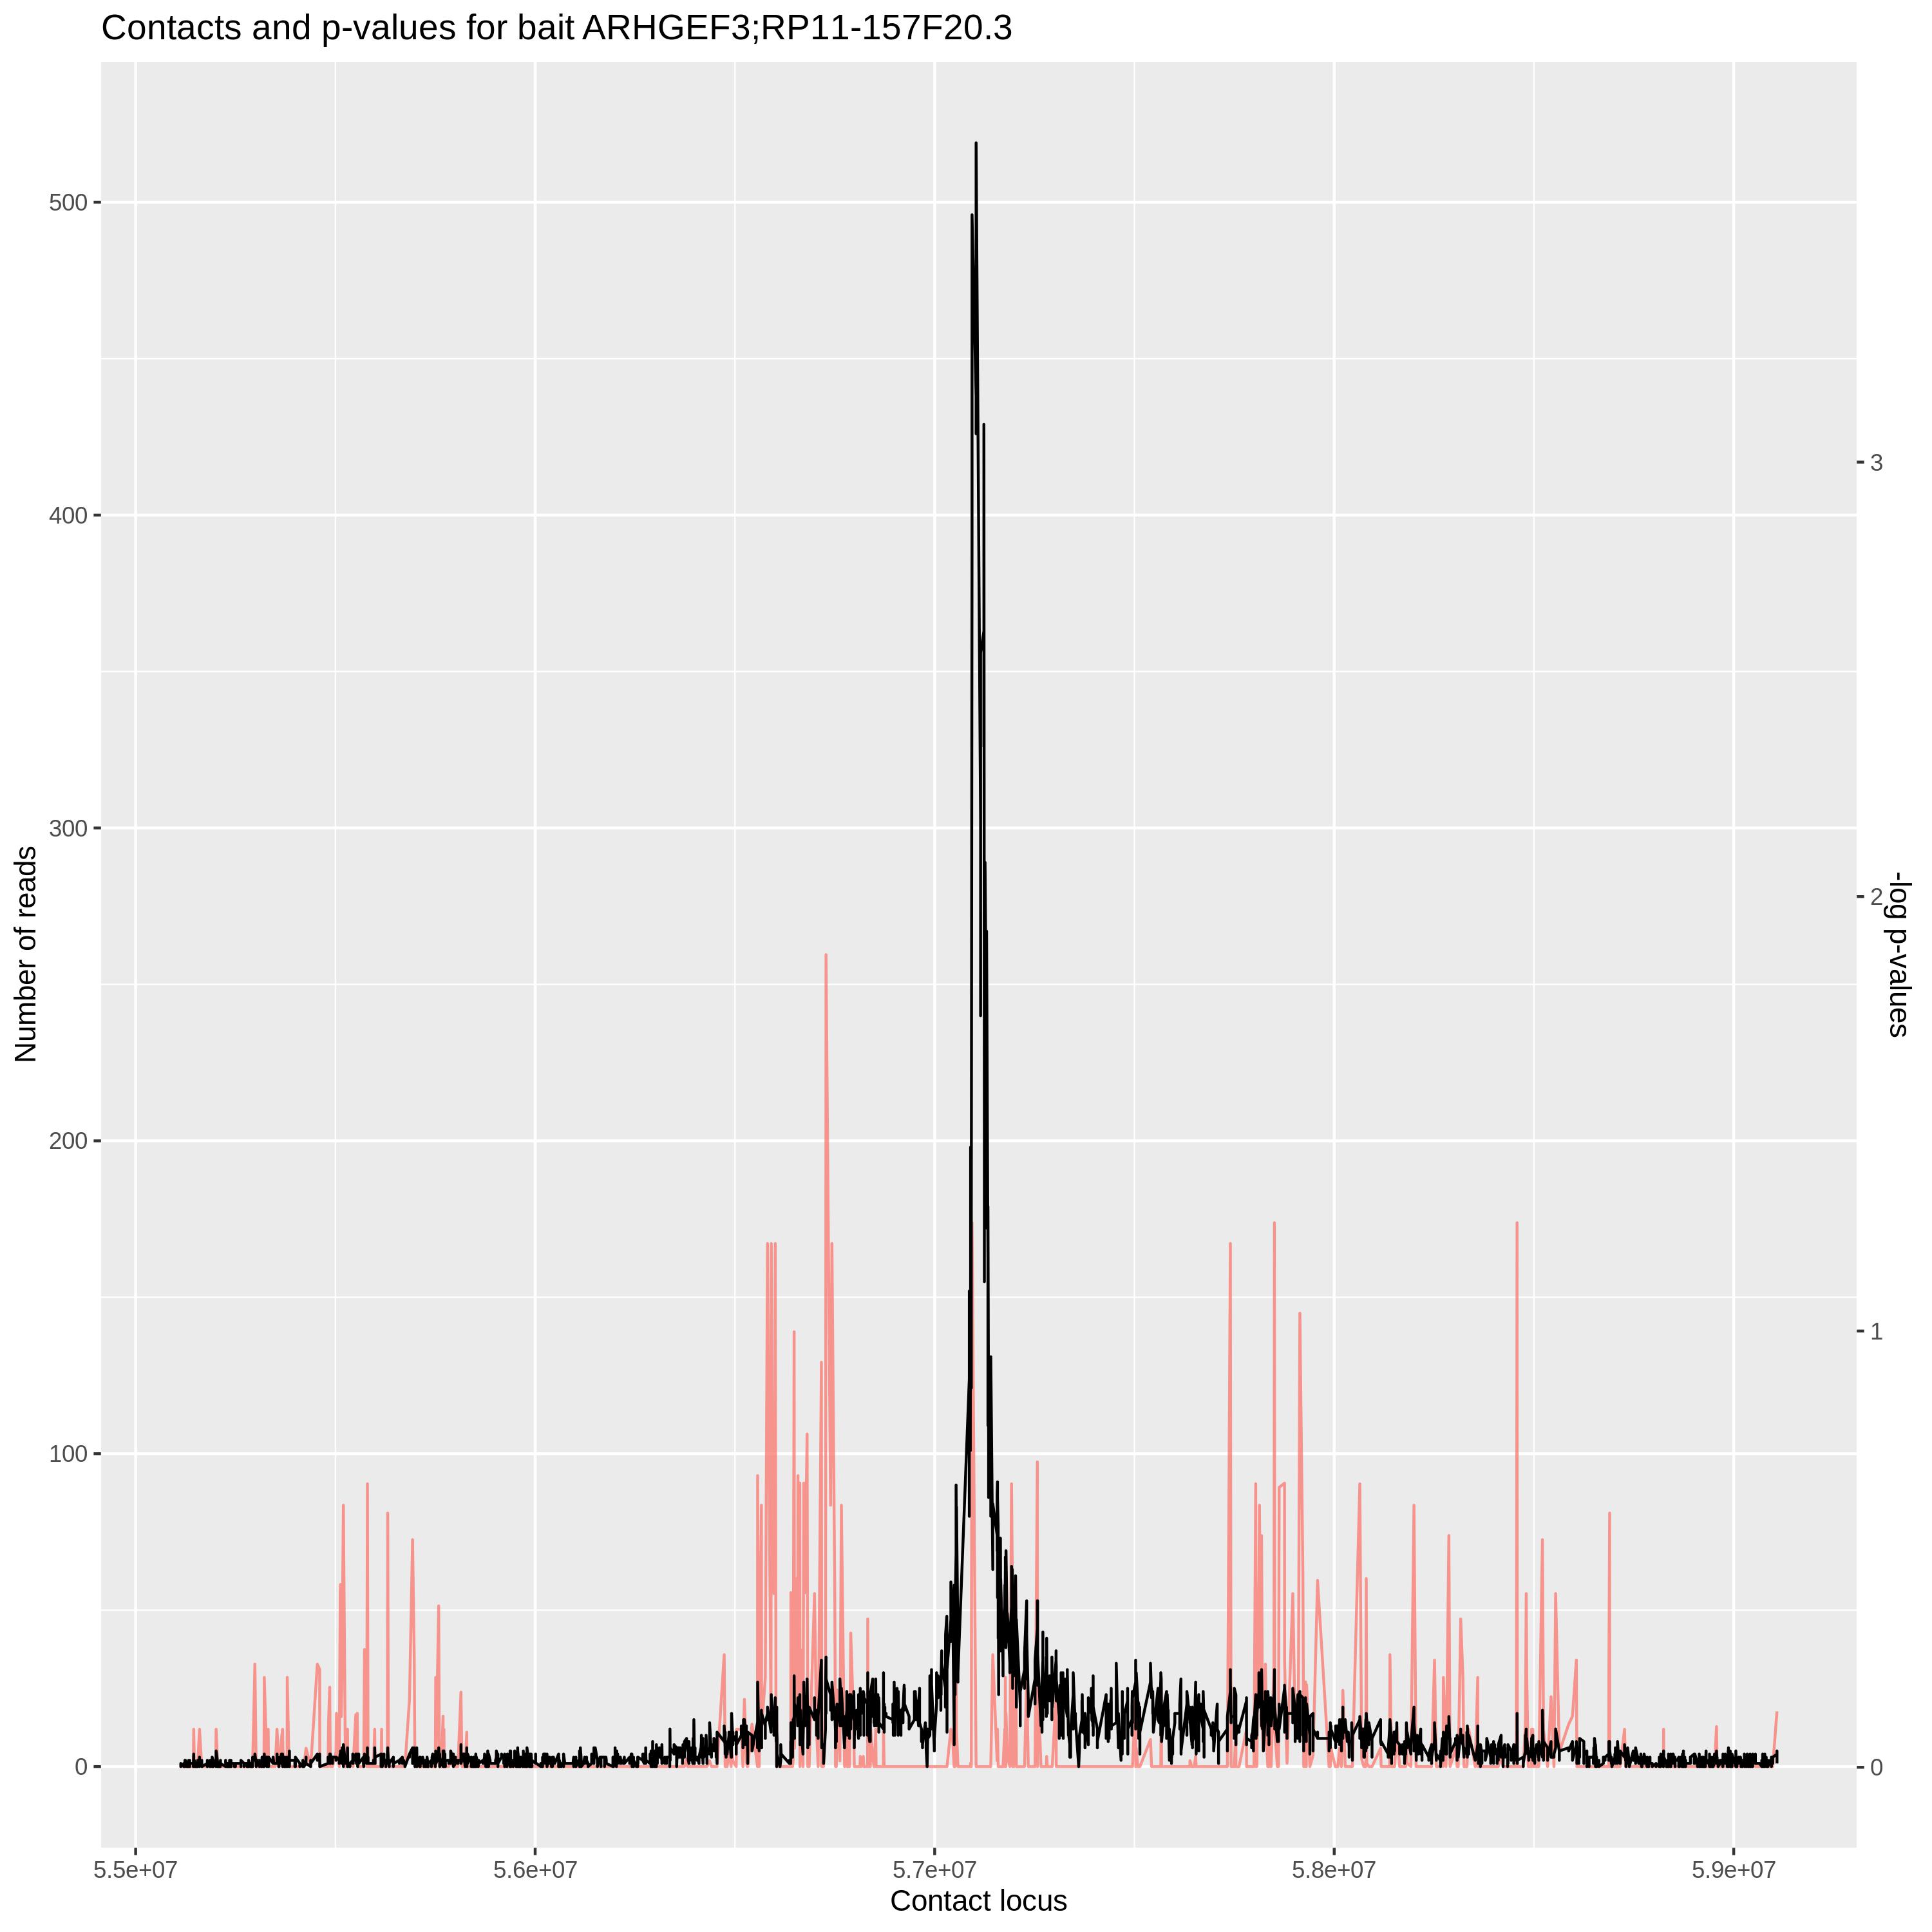 Contacts and p-values for bait ARHGEF3;RP11-157F20.3
500
400
300
200
100
0
Number of reads
3
2
1
0
-log p-values
5.5e+07 5.6e+07 5.7e+07 5.8e+07 5.9e+07
Contact locus